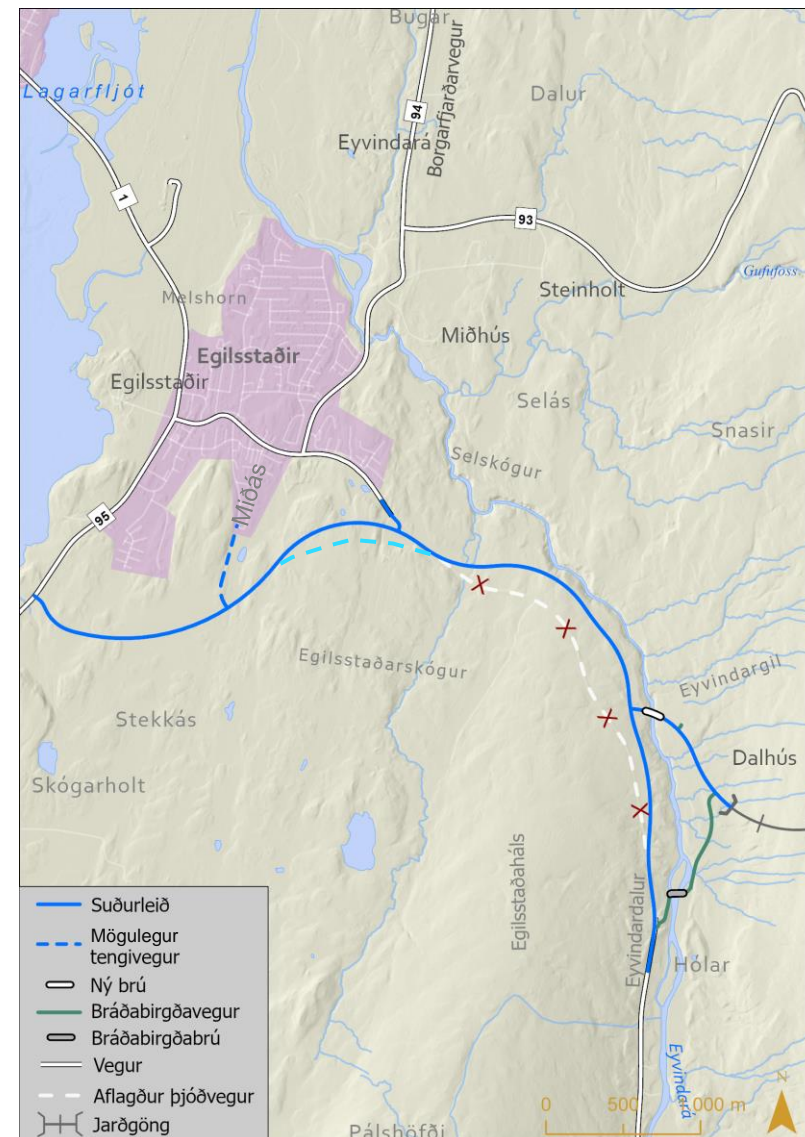 Bugar
Lagarfljót
Dalur
94
Borgarfjarðarvegur
Eyvindará
1
93
Gufufoss
Steinholt
Melshorn
Miðhús
Egilsstaðir
Egilsstaðir
Selás
Snasir
Selskógur
Miðás
95
Egilsstaðarskógur
Eyvindargil
Stekkás
Dalhús
Skógarholt
Egilsstaðaháls
Eyvindardalur
Hólar
Eyvindará
Pálshöfði
Suðurleið
Mögulegur
tengivegur
Ný brú
Bráðabirgðavegur
Bráðabirgðabrú
Vegur
Aflagður þjóðvegur
Jarðgöng
0 500 1.000 m
N